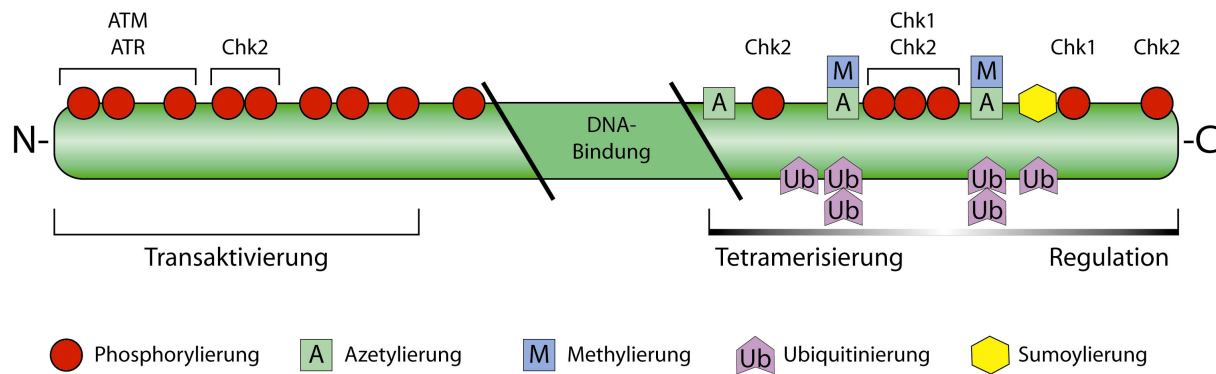 ATM
ATR
Chk2
Chk2
Chk1
Chk2
Chk1
Chk2
M
M
A
A
A
N-
DNA-
Bindung
-C
Ub
Ub
Ub
Ub
Ub
Ub
Transaktivierung
Tetramerisierung
Regulation
Phosphorylierung
A
Azetylierung
M
Methylierung
Ub
Ubiquitinierung
Sumoylierung